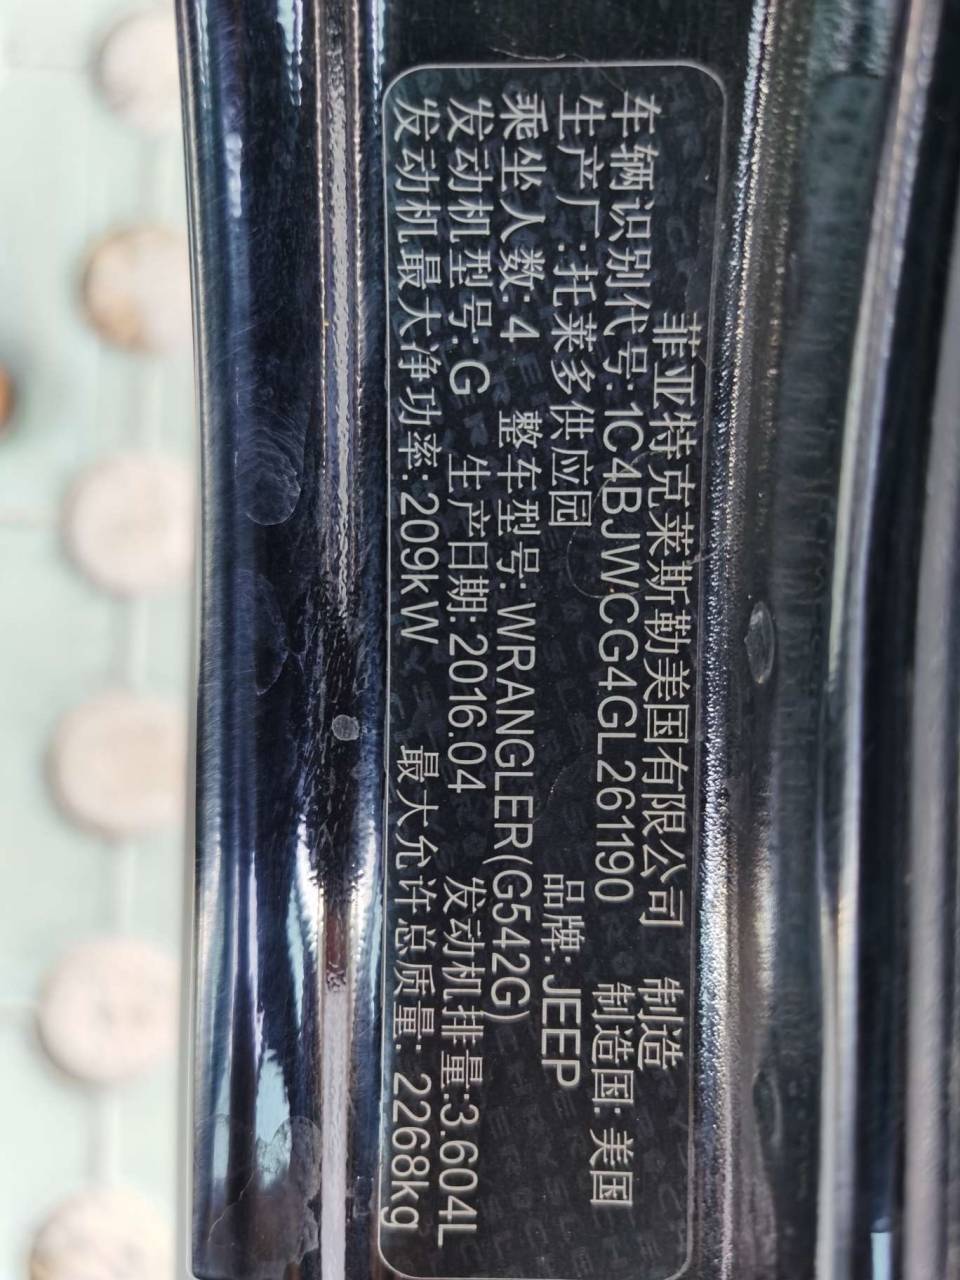 菲亚特克莱斯勒美国有限公司 制造
车辆识别代号: 1C4BJWCG4GL261190 制造国: 美国
生产厂: 托莱多供应园 品牌: JEEP
乘坐人数: 4 整车型号: WRANGLER(G542G)
发动机型号: G 生产日期: 2016.04 发动机排量:3.604L
发动机最大净功率: 209kW 最大允许总质量: 2268kg